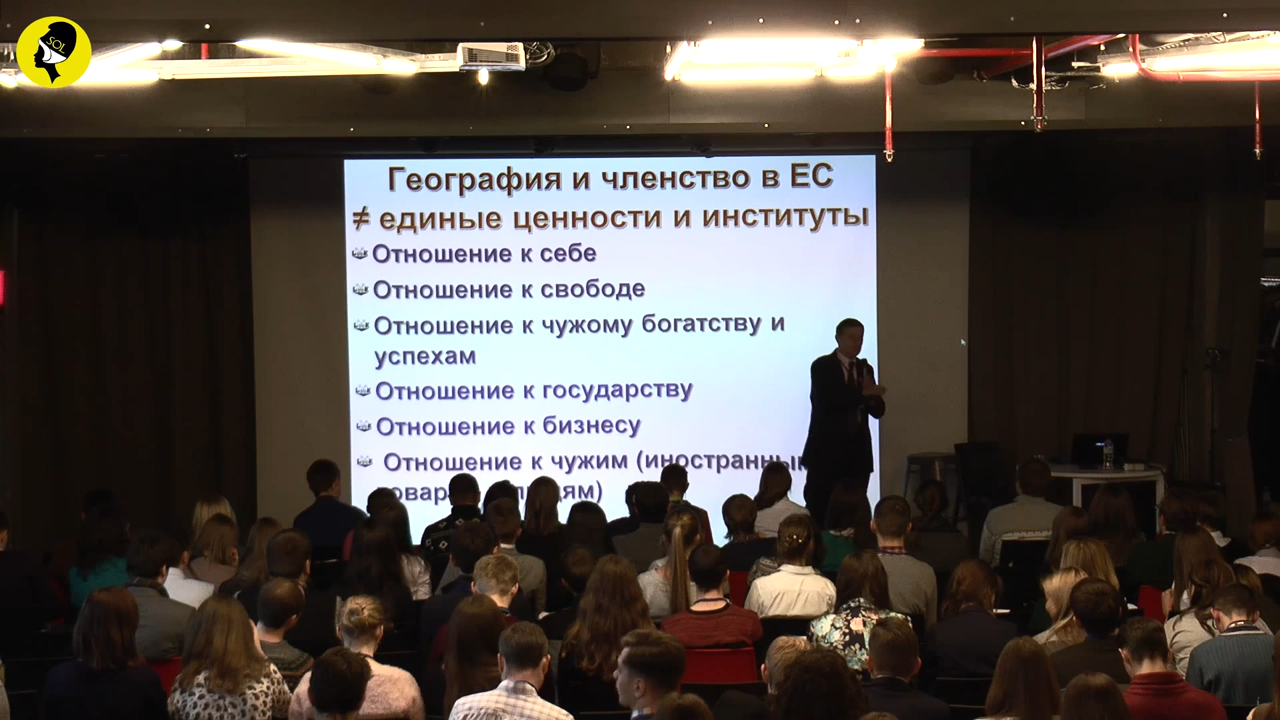 SOL
География и членство в ЕС
≠ единые ценности и институты
Отношение к себе
Отношение к свободе
Отношение к чужому богатству и
успехам
Отношение к государству
Отношение к бизнесу
Отношение к чужим (иностранным